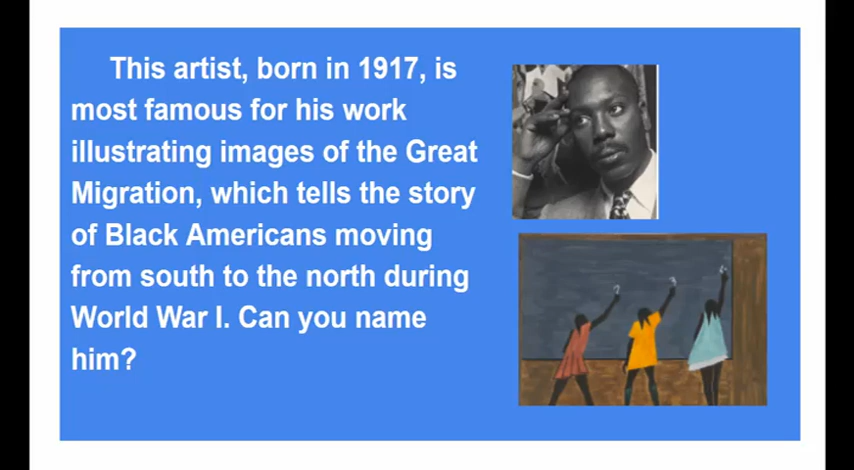 This artist, born in 1917, is
most famous for his work
illustrating images of the Great
Migration, which tells the story
of Black Americans moving
from south to the north during
World War I. Can you name
him?